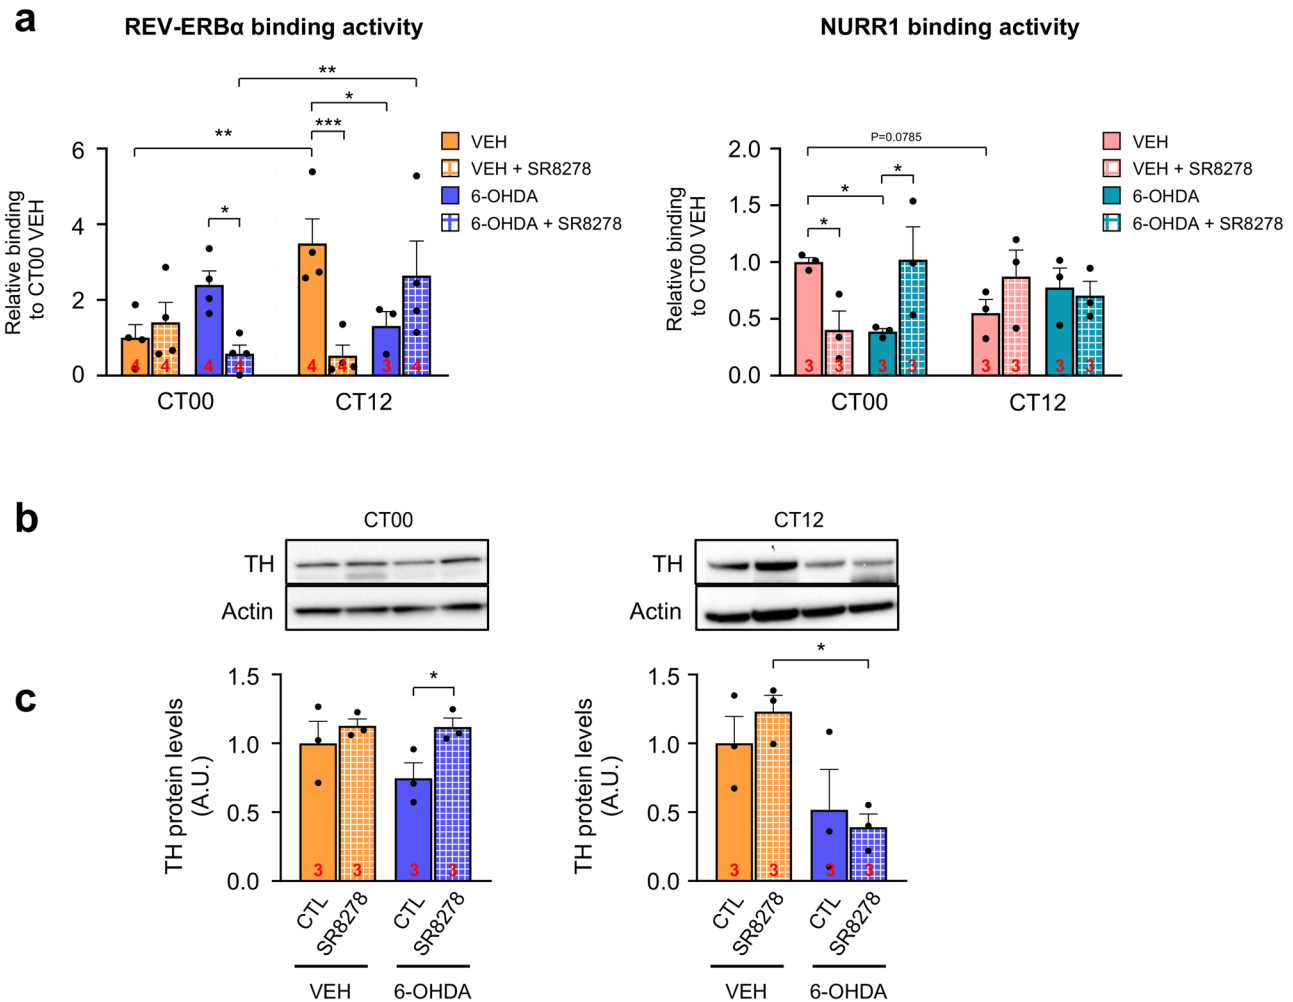 a
REV-ERBα binding activity
Relative binding
to CT00 VEH
6
4
2
0
**
*
***
**
*
4
4
4
4
4
4
3
4
CT00
CT12
VEH
VEH + SR8278
6-OHDA
6-OHDA + SR8278
NURR1 binding activity
Relative binding
to CT00 VEH
2.0
1.5
1.0
0.5
0.0
P=0.0785
*
*
*
3
3
3
3
3
3
3
3
CT00
CT12
VEH
VEH + SR8278
6-OHDA
6-OHDA + SR8278
b
CT00
TH
Actin
CT12
TH
Actin
c
TH protein levels
(A.U.)
1.5
1.0
0.5
0.0
*
3
3
3
3
CTL
SR8278
CTL
SR8278
VEH
6-OHDA
TH protein levels
(A.U.)
1.5
1.0
0.5
0.0
*
3
3
3
3
CTL
SR8278
CTL
SR8278
VEH
6-OHDA